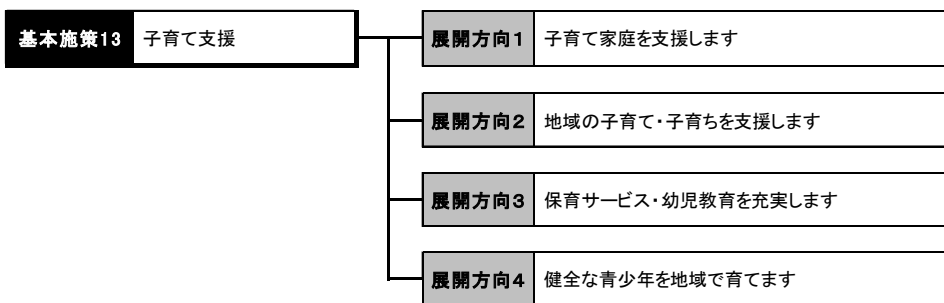 基本施策13 子育て支援
展開方向1 子育て家庭を支援します
展開方向2 地域の子育て・子育ちを支援します
展開方向3 保育サービス・幼児教育を充実します
展開方向4 健全な青少年を地域で育てます